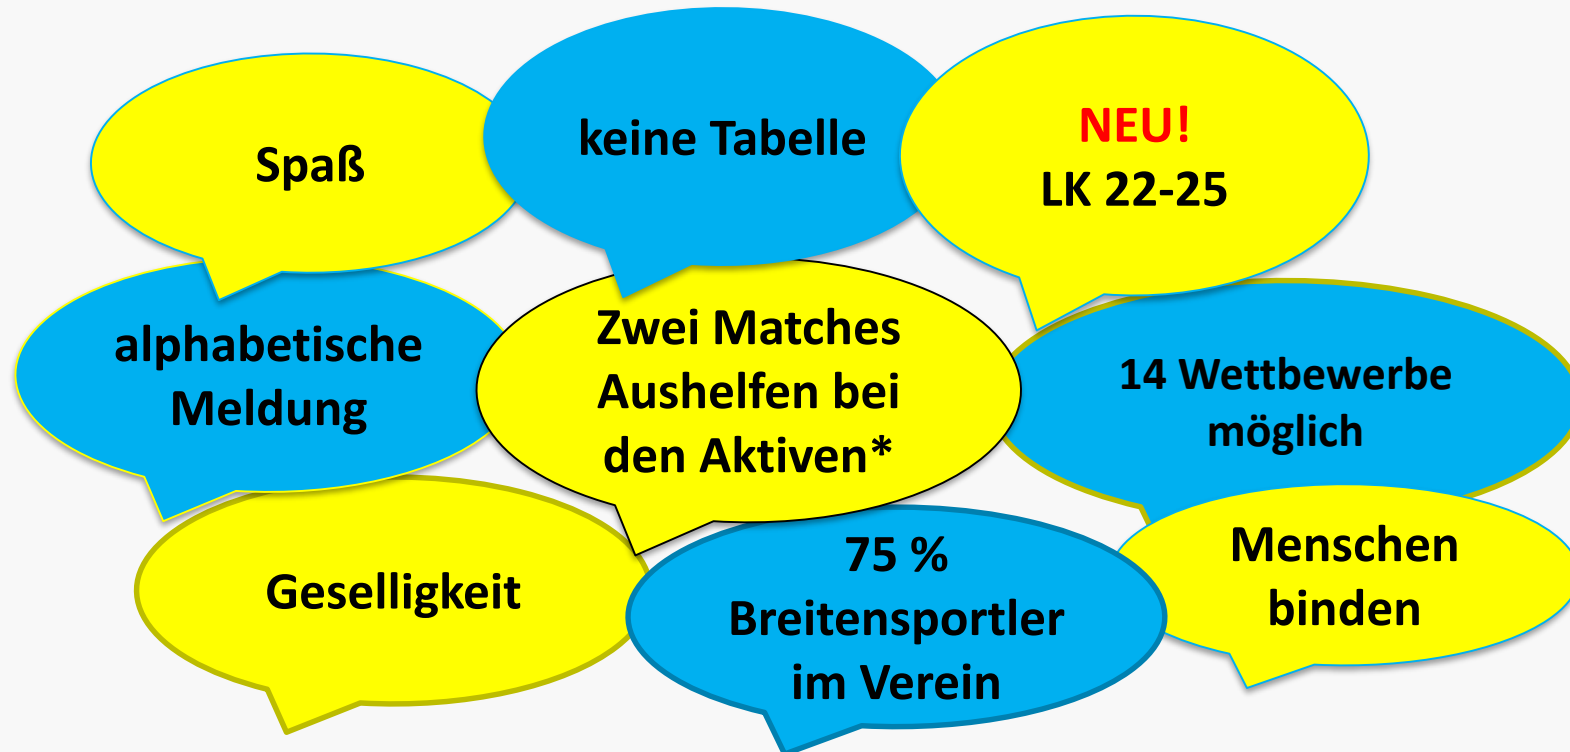 Spaß
keine Tabelle
NEU!
LK 22-25
alphabetische
Meldung
Zwei Matches
Aushelfen bei
den Aktiven*
14 Wettbewerbe
möglich
Geselligkeit
75 %
Breitensportler
im Verein
Menschen
binden